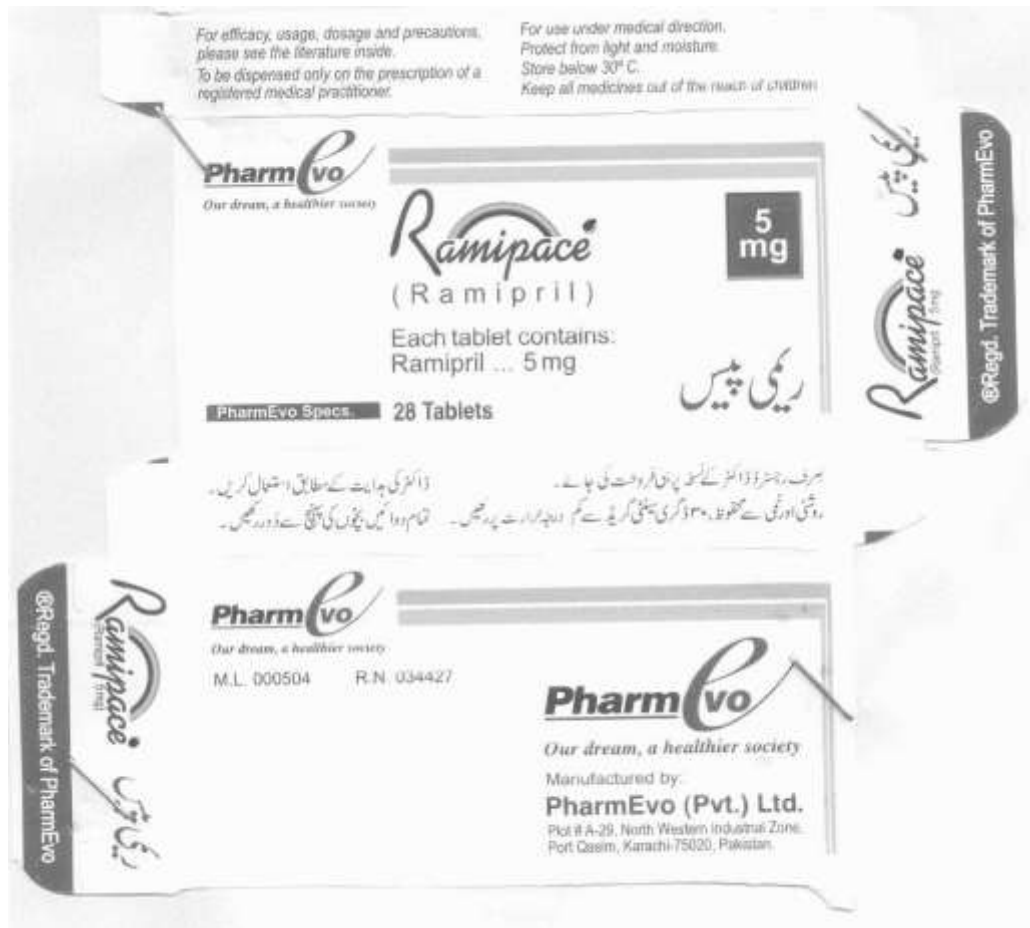 For efficacy, usage, dosage and precautions,
please see the literature inside.
To be dispensed only on the prescription of a
registered medical practitioner.
For use under medical direction.
Protect from light and moisture.
Store below 30° C.
Keep all medicines out of the reach of children
PharmEvo
Our dream, a healthier society
Ramipace
(Ramipril)
5
mg
Each tablet contains:
Ramipril ... 5 mg
ریمی پیس
PharmEvo Specs.
28 Tablets
ریمی پیس
Ramipace
(Ramipril 5mg)
®Regd. Trademark of PharmEvo
صرف رجسٹرڈ ڈاکٹر کے نسخہ پر ہی فروخت کی جائے۔
ڈاکٹر کی ہدایت کے مطابق استعمال کریں۔
روشنی اور نمی سے محفوظ، ۳۰ ڈگری سینٹی گریڈ سے کم درجہ حرارت پر رکھیں۔
تمام دوائیں بچوں کی پہنچ سے دُور رکھیں۔
®Regd. Trademark of PharmEvo
Ramipace
(Ramipril 5mg)
ریمی پیس
PharmEvo
Our dream, a healthier society
M.L. 000504 R.N. 034427
PharmEvo
Our dream, a healthier society
Manufactured by:
PharmEvo (Pvt.) Ltd.
Plot # A-29, North Western Industrial Zone,
Port Qasim, Karachi-75020, Pakistan.